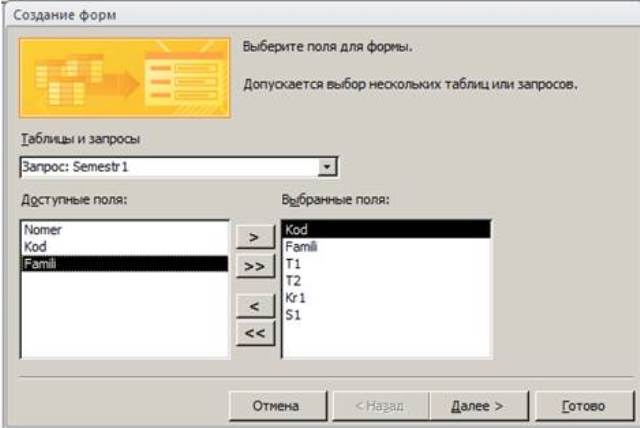 Создание форм
Выберите поля для формы.
Допускается выбор нескольких таблиц или запросов.
Таблицы и запросы
Запрос: Semestr1
Доступные поля:
Выбранные поля:
Nomer
Kod
Famili
>
>>
<
<<
Kod
Famili
T1
T2
Kr1
S1
Отмена
< Назад
Далее >
Готово